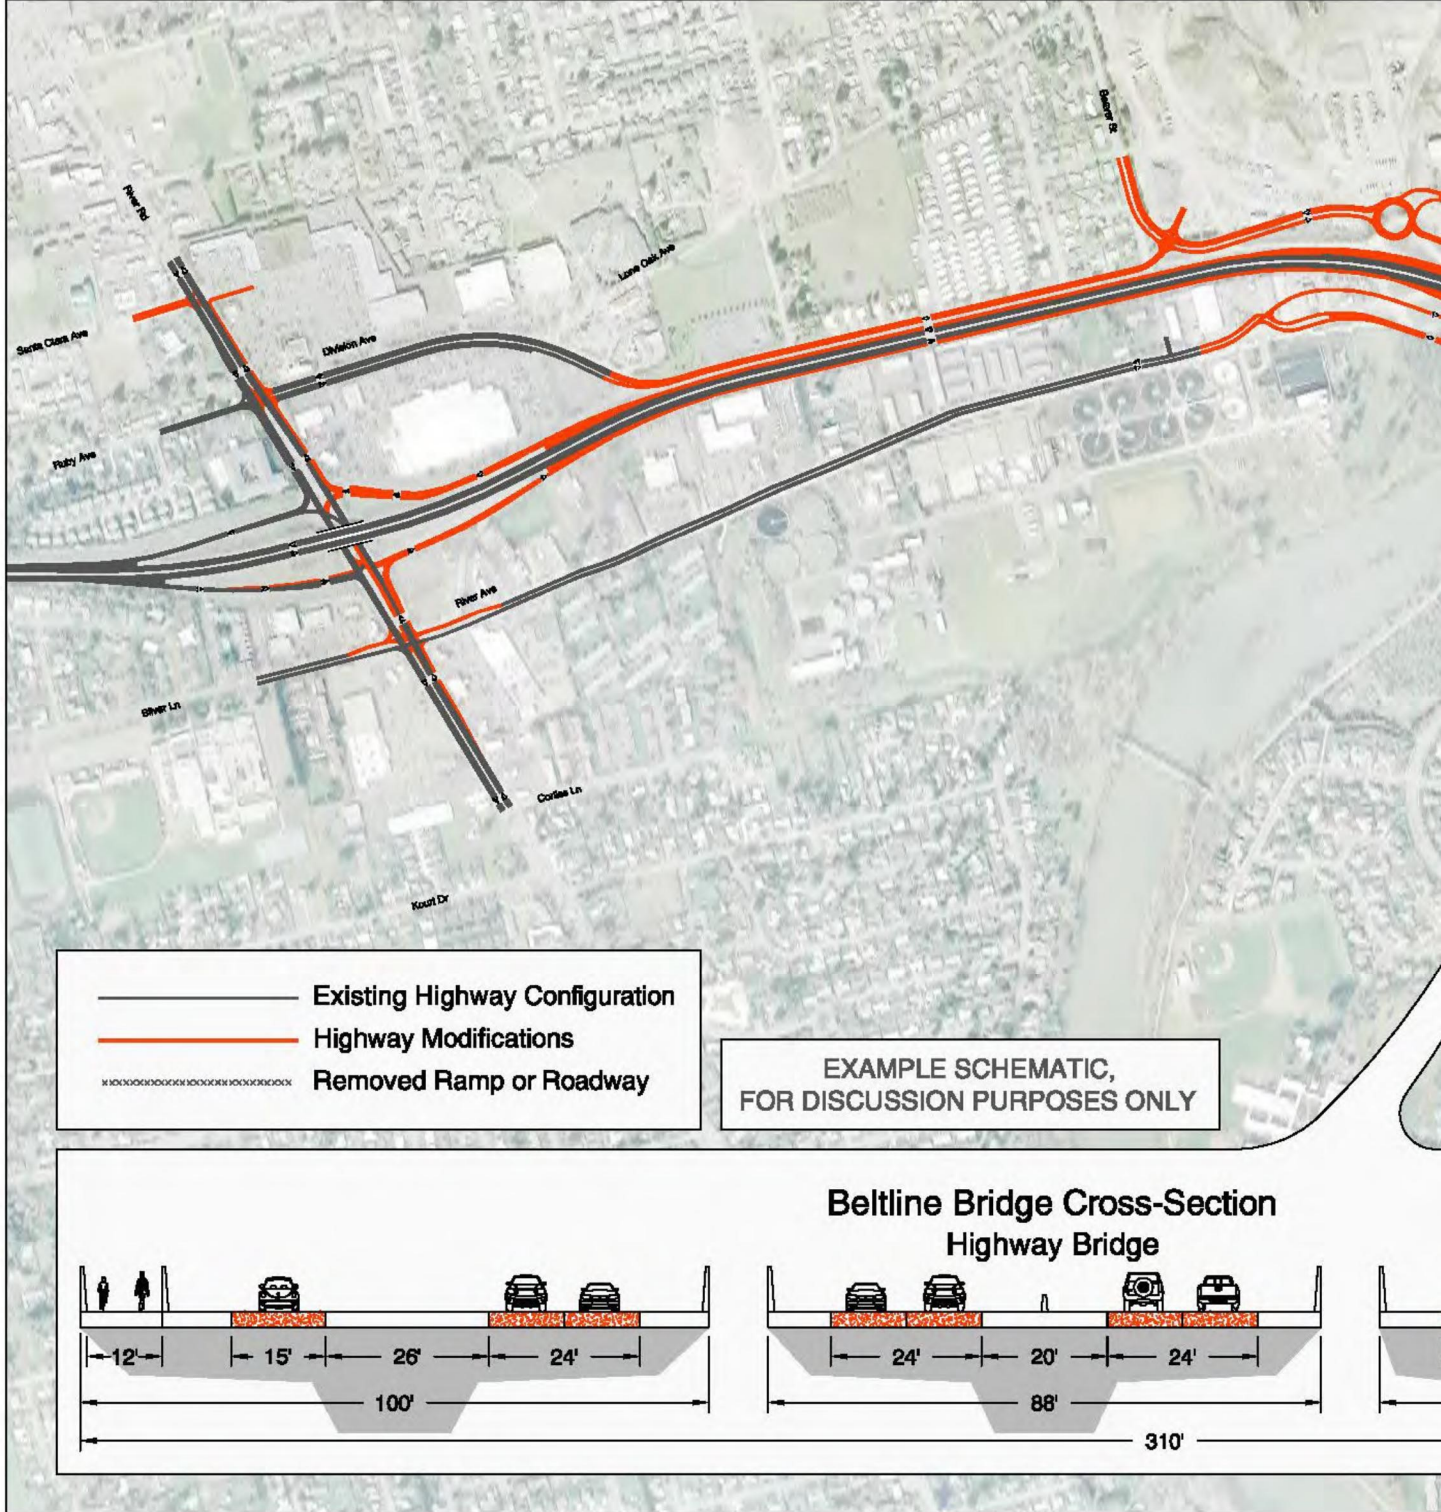 Beaver St
River Rd
Lone Oak Ave
Santa Clara Ave
Division Ave
Ruby Ave
River Ave
Silver Ln
Corliss Ln
Kourt Dr
Existing Highway Configuration
Highway Modifications
Removed Ramp or Roadway
EXAMPLE SCHEMATIC,
FOR DISCUSSION PURPOSES ONLY
Beltline Bridge Cross-Section
Highway Bridge
12' 15' 26' 24' 24' 20' 24'
100' 88'
310'